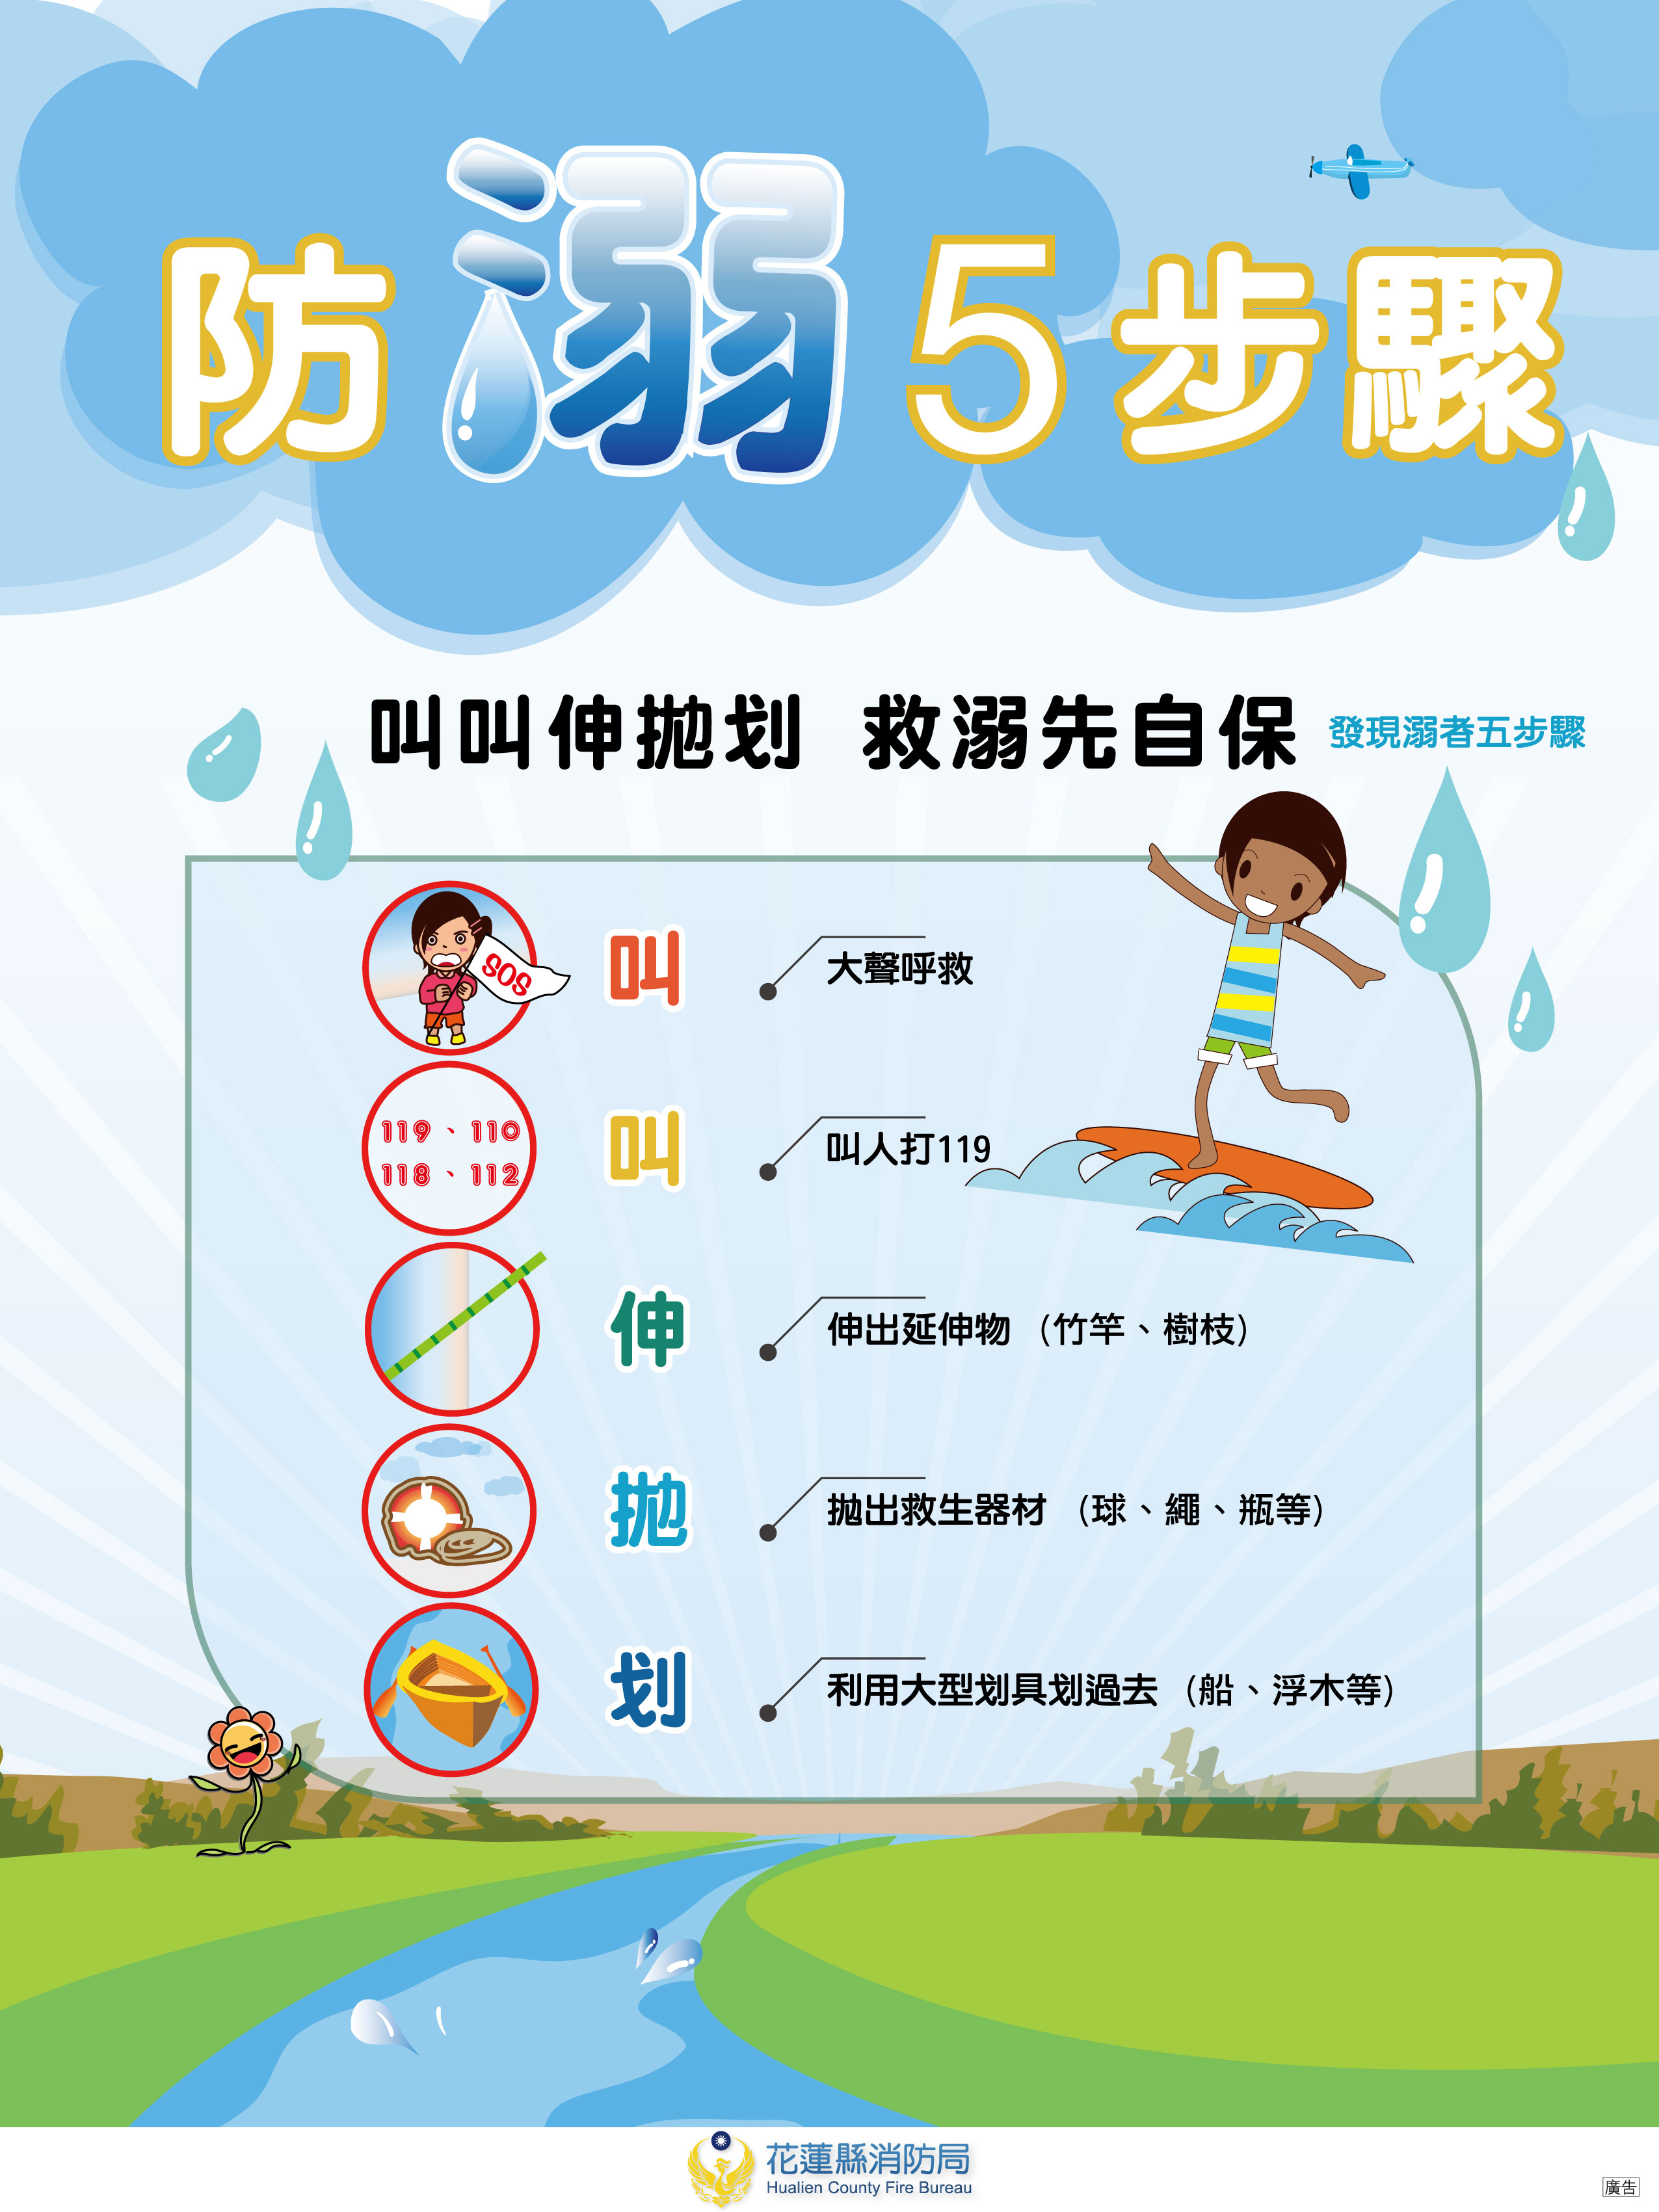 防溺5步驟
叫叫伸拋划 救溺先自保 發現溺者五步驟
SOS
叫
大聲呼救
119、110
118、112
叫
叫人打119
伸
伸出延伸物（竹竿、樹枝）
拋
拋出救生器材（球、繩、瓶等）
划
利用大型划具划過去（船、浮木等）
花蓮縣消防局
Hualien County Fire Bureau
廣告